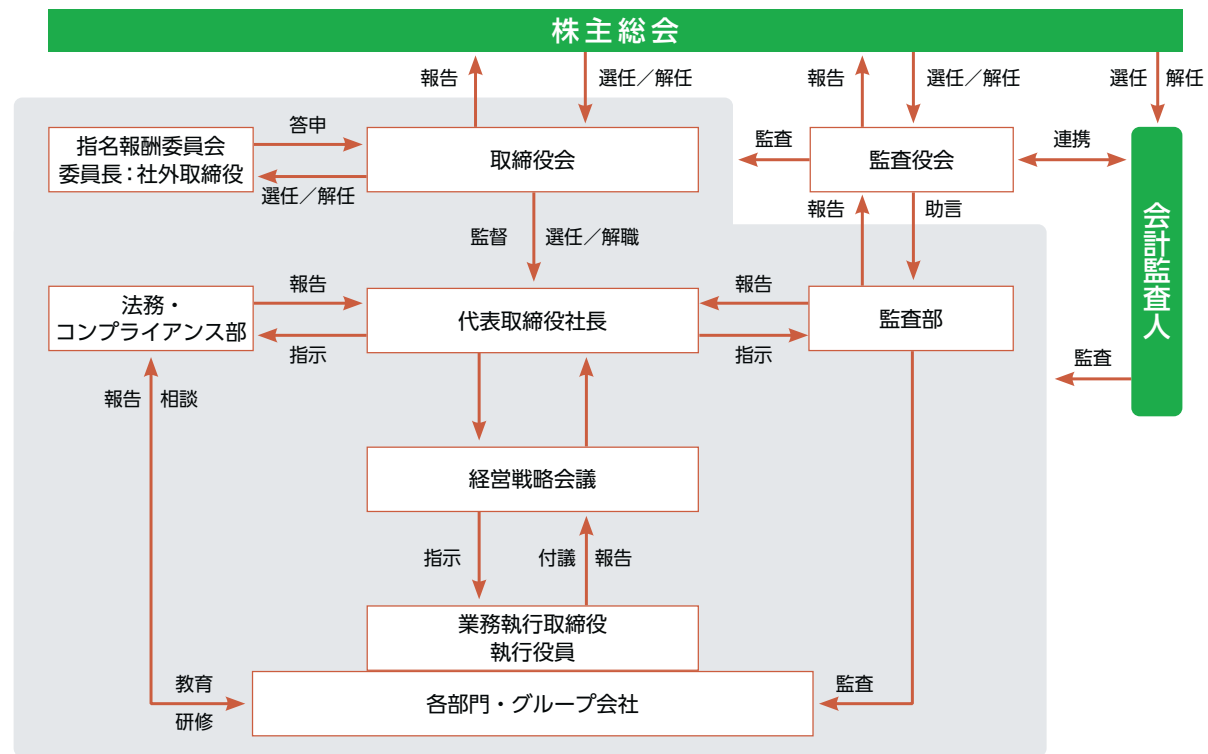 株主総会
報告
選任／解任
報告
選任／解任
選任
解任
指名報酬委員会
委員長：社外取締役
答申
選任／解任
取締役会
監査
監査役会
連携
会計監査人
監督
選任／解職
報告
助言
法務・
コンプライアンス部
報告
指示
代表取締役社長
報告
指示
監査部
監査
報告
相談
経営戦略会議
指示
付議
報告
業務執行取締役
執行役員
教育
研修
各部門・グループ会社
監査